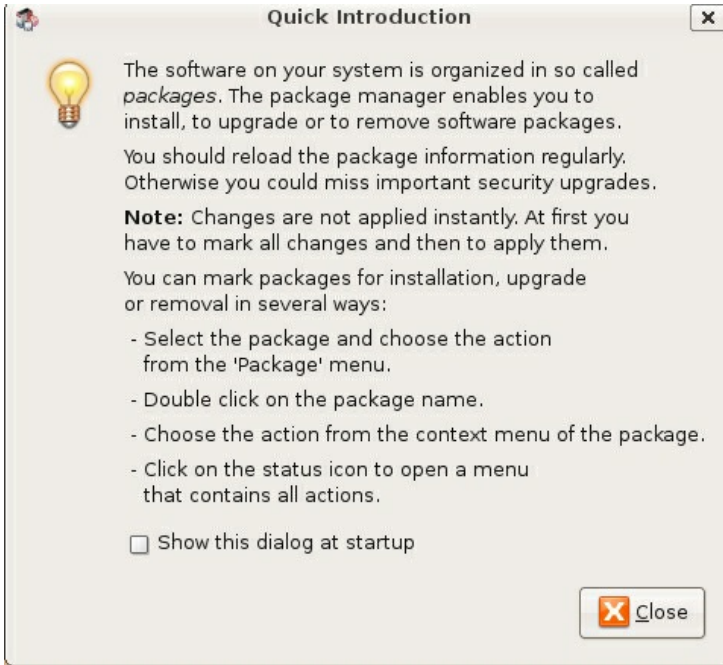 Quick Introduction
The software on your system is organized in so called
packages. The package manager enables you to
install, to upgrade or to remove software packages.
You should reload the package information regularly.
Otherwise you could miss important security upgrades.
Note: Changes are not applied instantly. At first you
have to mark all changes and then to apply them.
You can mark packages for installation, upgrade
or removal in several ways:
- Select the package and choose the action
from the 'Package' menu.
- Double click on the package name.
- Choose the action from the context menu of the package.
- Click on the status icon to open a menu
that contains all actions.
Show this dialog at startup
Close